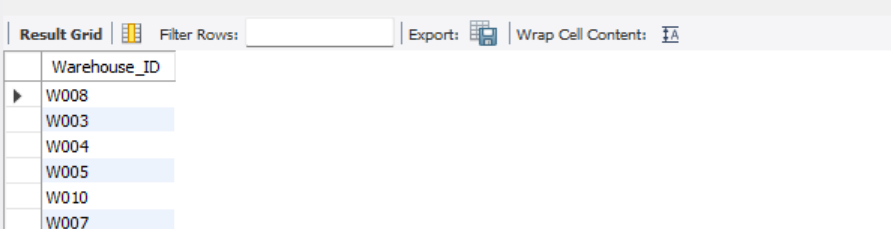 Result Grid Filter Rows: Export: Wrap Cell Content:
Warehouse_ID
W008
W003
W004
W005
W010
W007